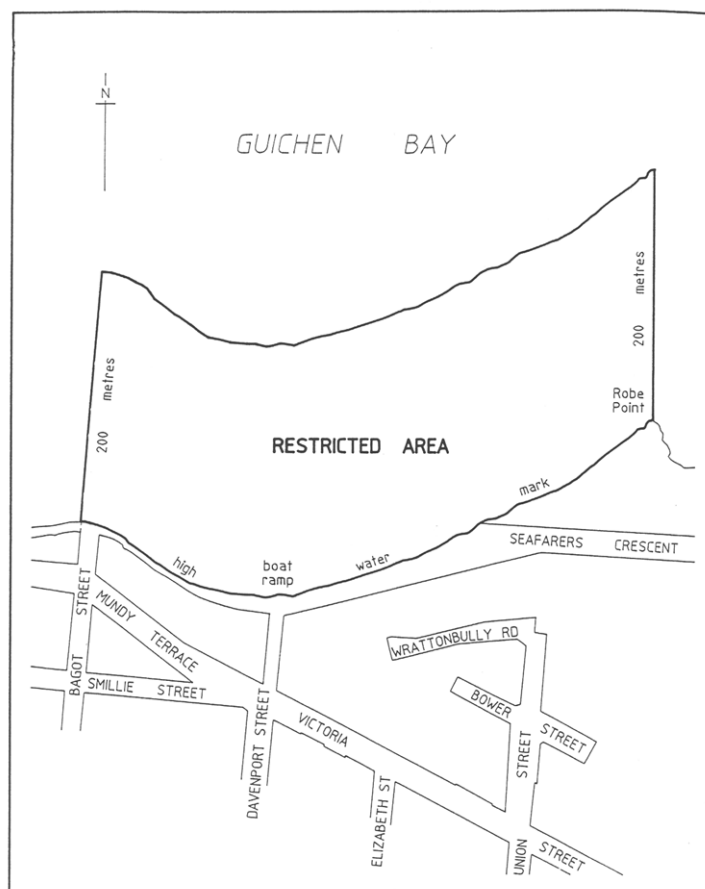 N
GUICHEN BAY
200 metres
200 metres
Robe
Point
RESTRICTED AREA
high
boat
ramp
water
mark
SEAFARERS CRESCENT
BAGOT STREET
MUNDY TERRACE
SMILLIE STREET
WRATTONBULLY RD
BOWER STREET
DAVENPORT STREET
VICTORIA STREET
ELIZABETH ST
UNION STREET